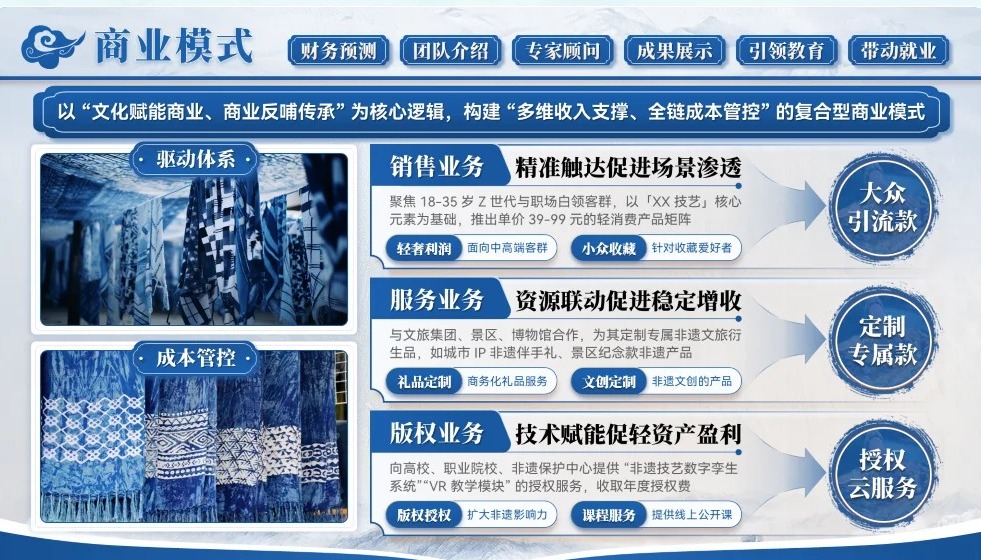 商业模式
财务预测
团队介绍
专家顾问
成果展示
引领教育
带动就业
以“文化赋能商业、商业反哺传承”为核心逻辑，构建“多维收入支撑、全链成本管控”的复合型商业模式
·驱动体系·
·成本管控·
销售业务 精准触达促进场景渗透
聚焦 18-35 岁 Z 世代与职场白领客群，以「XX 技艺」核心
元素为基础，推出单价 39-99 元的轻消费产品矩阵
轻奢利润 面向中高端客群 小众收藏 针对收藏爱好者
大众
引流款
服务业务 资源联动促进稳定增收
与文旅集团、景区、博物馆合作，为其定制专属非遗文旅衍
生品，如城市 IP 非遗伴手礼、景区纪念款非遗产品
礼品定制 商务化礼品服务 文创定制 非遗文创的产品
定制
专属款
版权业务 技术赋能促轻资产盈利
向高校、职业院校、非遗保护中心提供“非遗技艺数字孪生
系统”“VR 教学模块”的授权服务，收取年度授权费
版权授权 扩大非遗影响力 课程服务 提供线上公开课
授权
云服务